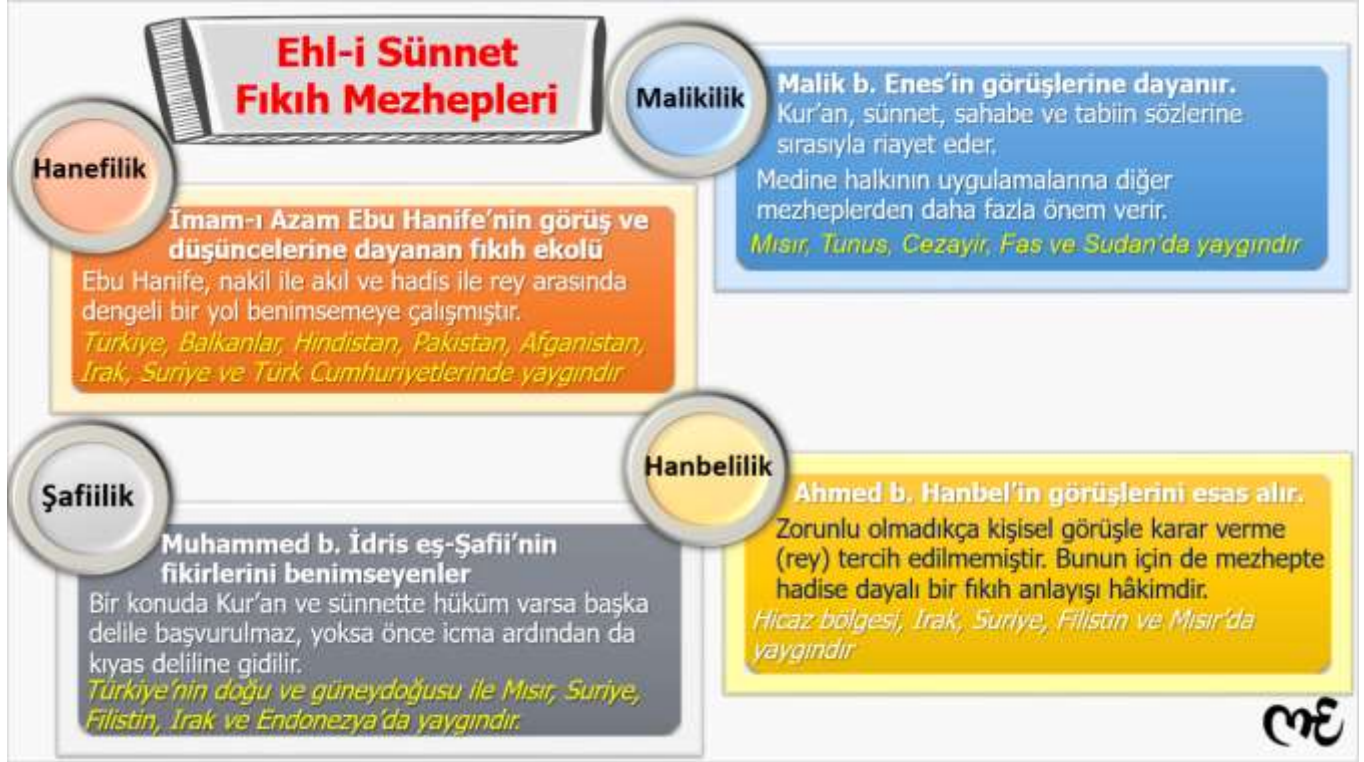 Ehl-i Sünnet
Fıkıh Mezhepleri
Hanefilik
İmam-ı Azam Ebu Hanife’nin görüş ve
düşüncelerine dayanan fıkıh ekolü
Ebu Hanife, nakil ile akıl ve hadis ile rey arasında
dengeli bir yol benimsemeye çalışmıştır.
Türkiye, Balkanlar, Hindistan, Pakistan, Afganistan,
Irak, Suriye ve Türk Cumhuriyetlerinde yaygındır
Malikilik
Malik b. Enes’in görüşlerine dayanır.
Kur’an, sünnet, sahabe ve tabiin sözlerine
sırasıyla riayet eder.
Medine halkının uygulamalarına diğer
mezheplerden daha fazla önem verir.
Mısır, Tunus, Cezayir, Fas ve Sudan’da yaygındır
Şafiilik
Muhammed b. İdris eş-Şafii’nin
fikirlerini benimseyenler
Bir konuda Kur’an ve sünnette hüküm varsa başka
delile başvurulmaz, yoksa önce icma ardından da
kıyas deliline gidilir.
Türkiye’nin doğu ve güneydoğusu ile Mısır, Suriye,
Filistin, Irak ve Endonezya’da yaygındır.
Hanbelilik
Ahmed b. Hanbel’in görüşlerini esas alır.
Zorunlu olmadıkça kişisel görüşle karar verme
(rey) tercih edilmemiştir. Bunun için de mezhepte
hadise dayalı bir fıkıh anlayışı hâkimdir.
Hicaz bölgesi, Irak, Suriye, Filistin ve Mısır’da
yaygındır